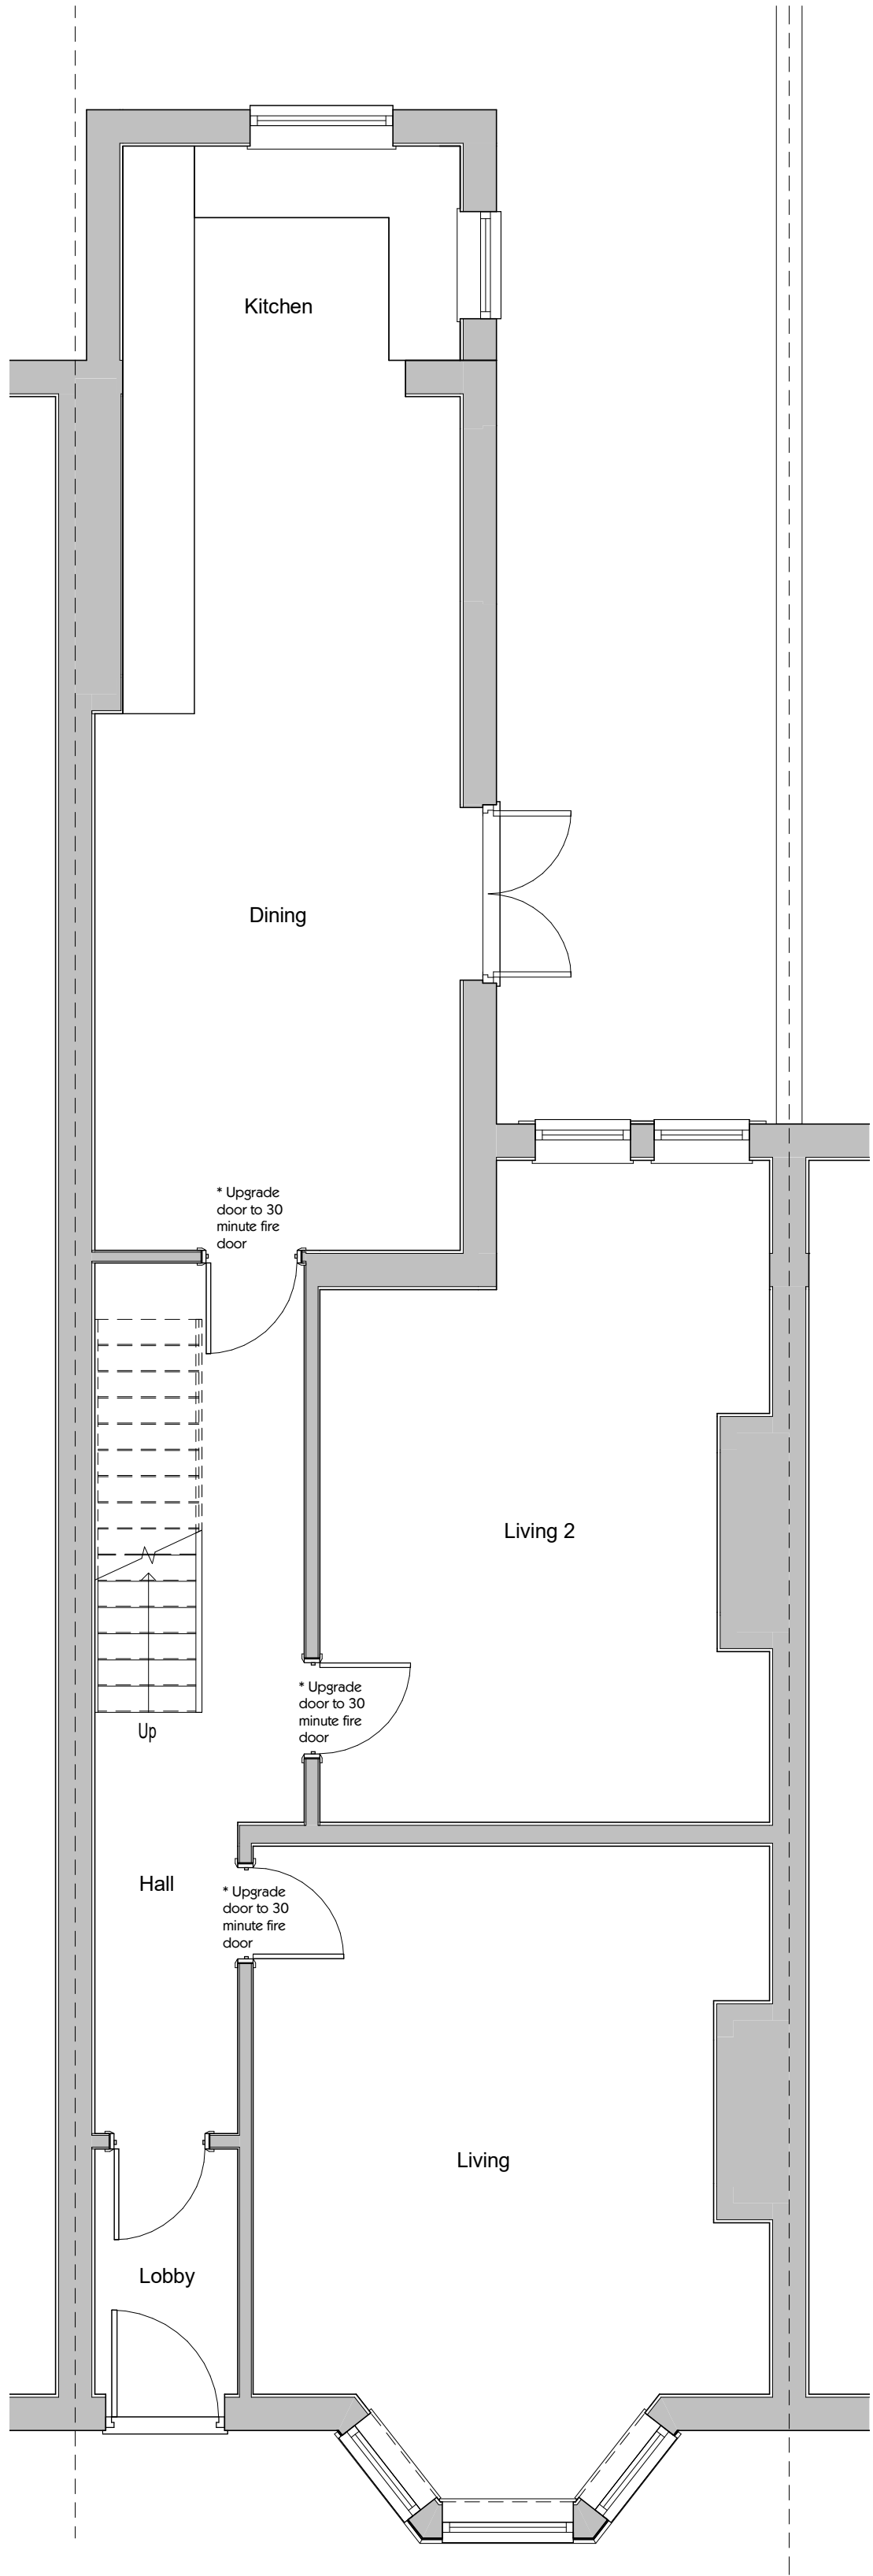 Kitchen
Dining
* Upgrade
door to 30
minute fire
door
Living 2
* Upgrade
door to 30
minute fire
door
Up
Hall
* Upgrade
door to 30
minute fire
door
Living
Lobby